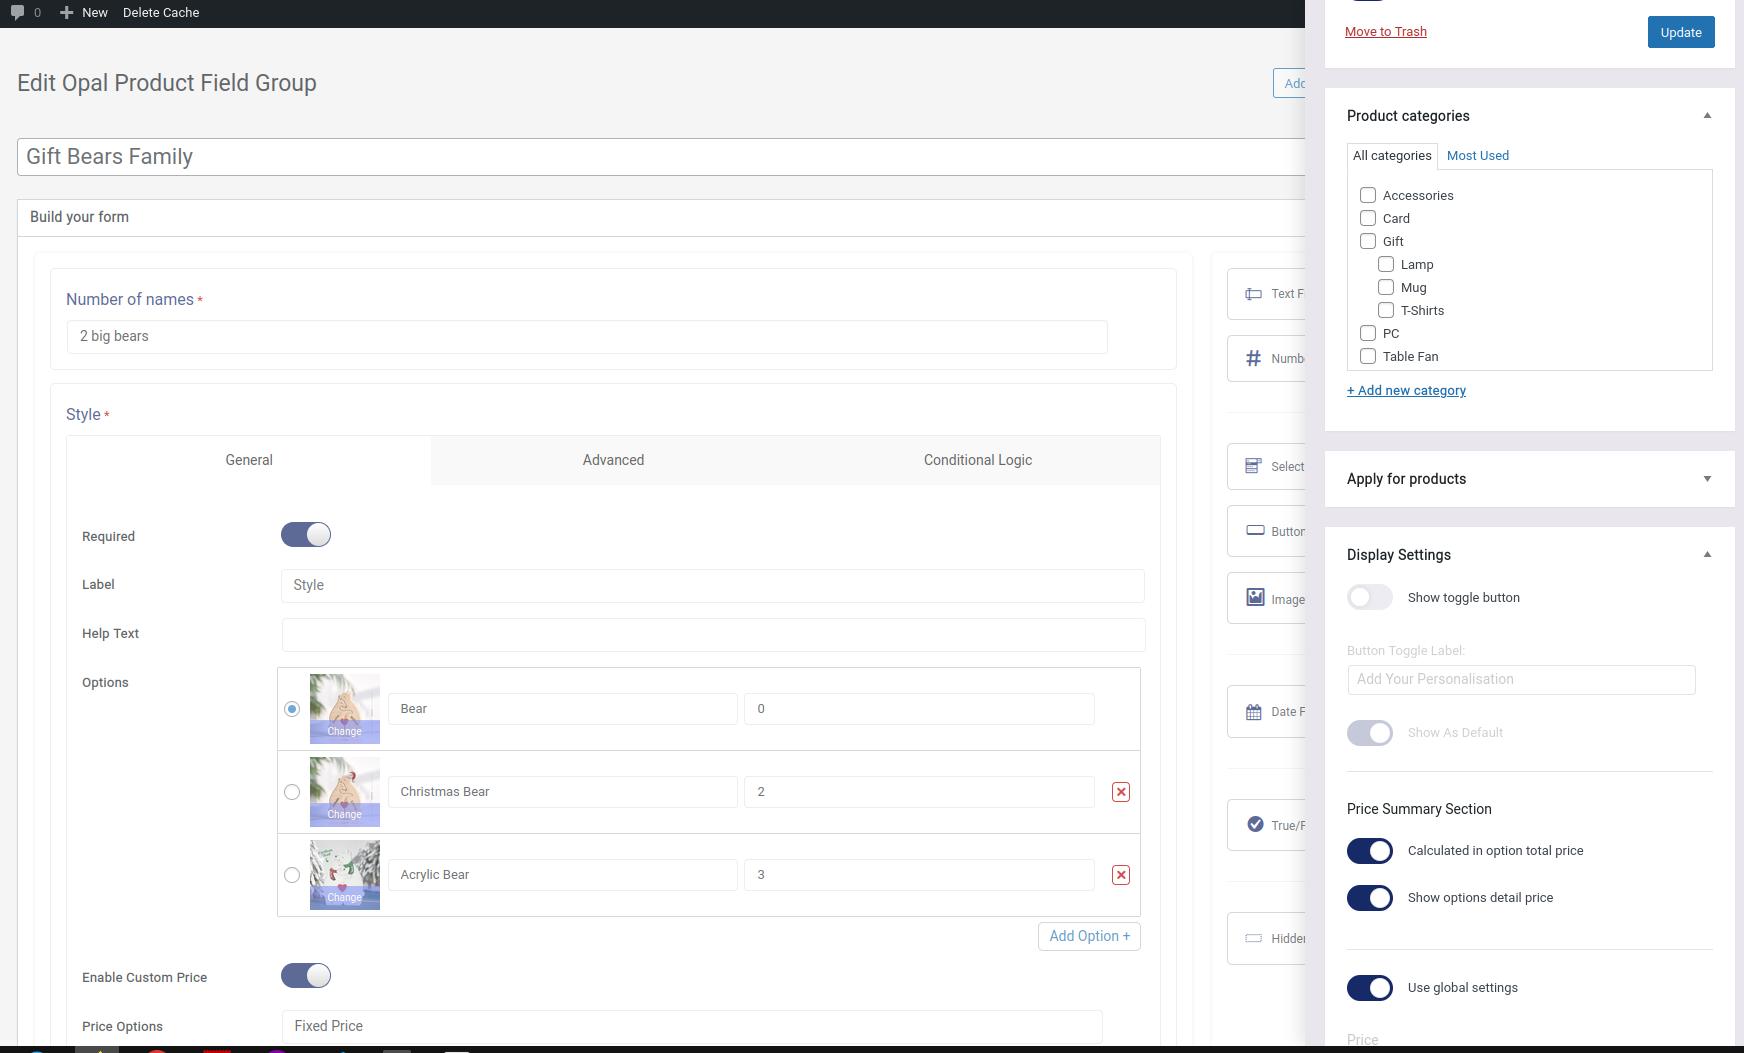 0 New Delete Cache
Edit Opal Product Field Group
Gift Bears Family
Build your form
Number of names *
2 big bears
Style *
General
Advanced
Conditional Logic
Required
Label
Style
Help Text
Options
Change
Bear
0
Change
Christmas Bear
2
Change
Acrylic Bear
3
Add Option +
Enable Custom Price
Price Options
Fixed Price
Text
Select
Button
Image
Date
Move to Trash
Update
Product categories
All categories
Most Used
Accessories
Card
Gift
Lamp
Mug
T-Shirts
PC
Table Fan
+ Add new category
Apply for products
Display Settings
Show toggle button
Button Toggle Label:
Add Your Personalisation
Show As Default
Price Summary Section
Calculated in option total price
Show options detail price
Use global settings
Price